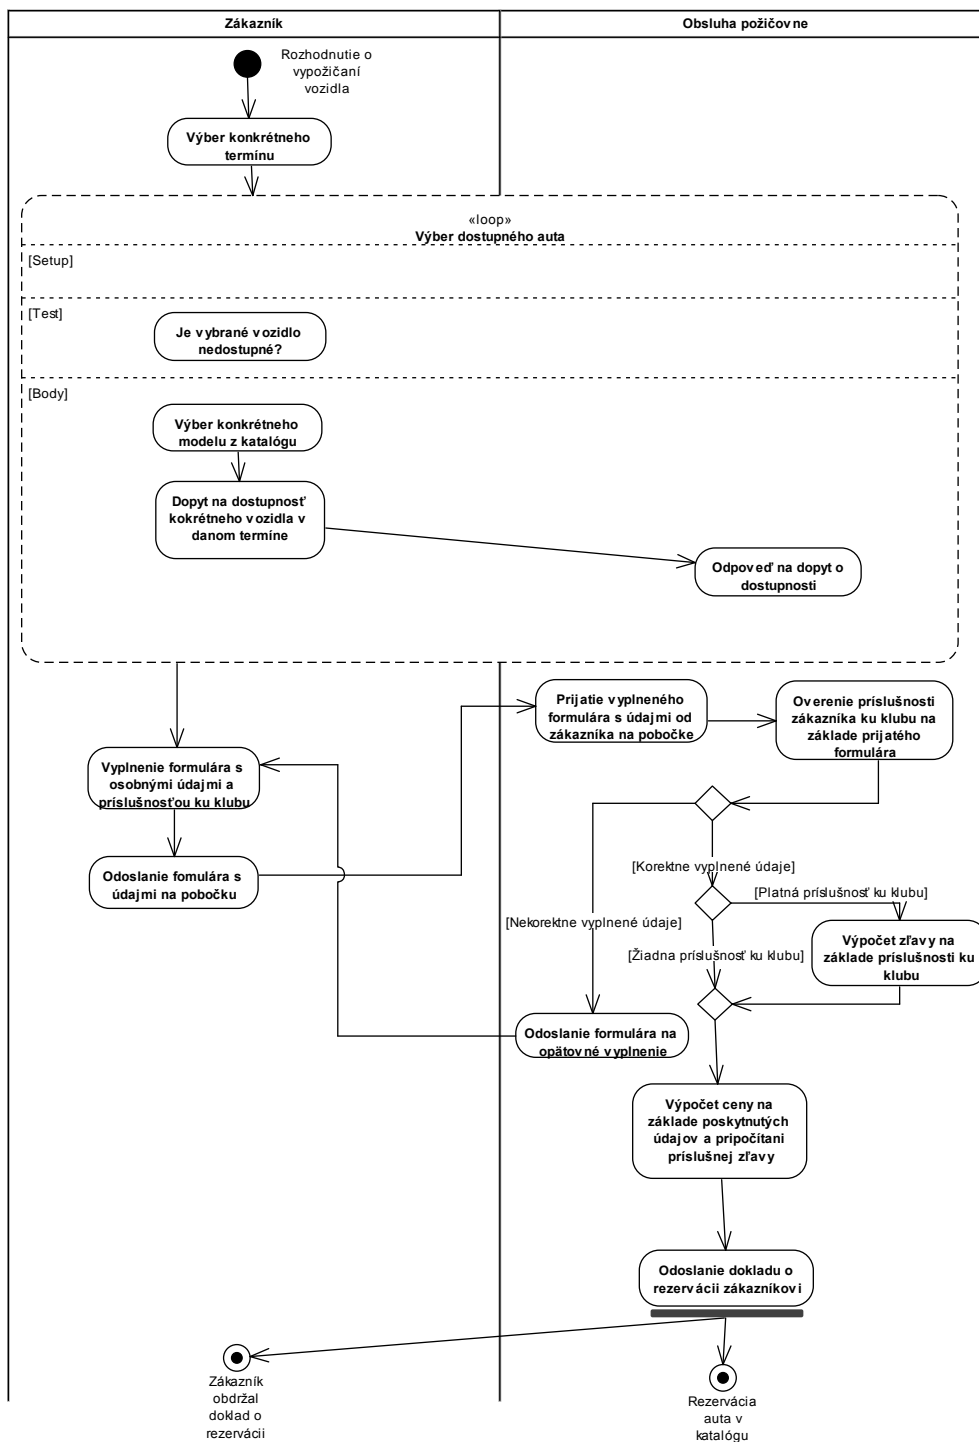 Zákazník
Obsluha požičovne
Rozhodnutie o
vypožičaní
vozidla
Výber konkrétneho
termínu
«loop»
Výber dostupného auta
[Setup]
[Test]
Je vybrané vozidlo
nedostupné?
[Body]
Výber konkrétneho
modelu z katalógu
Dopyt na dostupnosť
kokrétneho vozidla v
danom termíne
Odpoveď na dopyt o
dostupnosti
Prijatie vyplneného
formulára s údajmi od
zákazníka na pobočke
Overenie príslušnosti
zákazníka ku klubu na
základe prijatého
formulára
Vyplnenie formulára s
osobnými údajmi a
príslušnosťou ku klubu
Odoslanie fomulára s
údajmi na pobočku
[Korektne vyplnené údaje]
[Platná príslušnosť ku klubu]
[Nekorektne vyplnené údaje]
Výpočet zľavy na
základe príslušnosti ku
klubu
[Žiadna príslušnosť ku klubu]
Odoslanie formulára na
opätovné vyplnenie
Výpočet ceny na
základe poskytnutých
údajov a pripočítani
príslušnej zľavy
Odoslanie dokladu o
rezervácii zákazníkovi
Zákazník
obdržal
doklad o
rezervácii
Rezervácia
auta v
katalógu